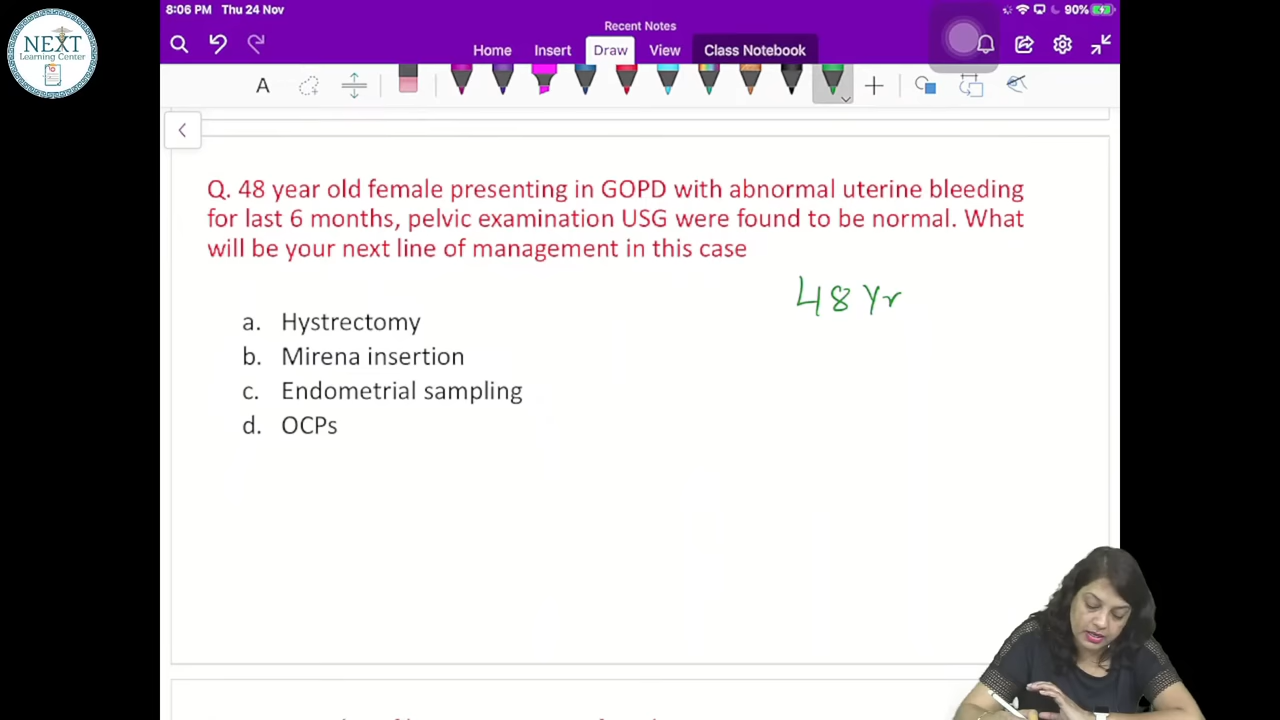 8:06 PM Thu 24 Nov
90%
NEXT
Learning Center
Recent Notes
Home Insert Draw View Class Notebook
A
Q. 48 year old female presenting in GOPD with abnormal uterine bleeding
for last 6 months, pelvic examination USG were found to be normal. What
will be your next line of management in this case
48 Yr
a. Hystrectomy
b. Mirena insertion
c. Endometrial sampling
d. OCPs